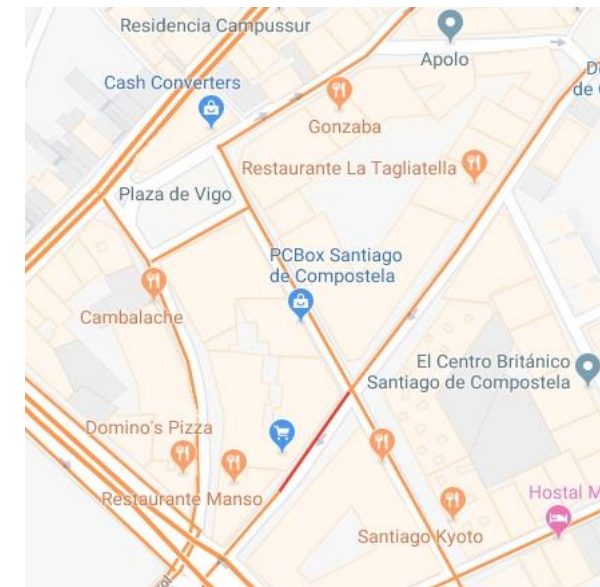 Residencia Campussur
Apolo
Cash Converters
Gonzaba
Restaurante La Tagliatella
Plaza de Vigo
PCBox Santiago
de Compostela
Cambalache
El Centro Británico
Santiago de Compostela
Domino's Pizza
Restaurante Manso
Hostal M
Santiago Kyoto